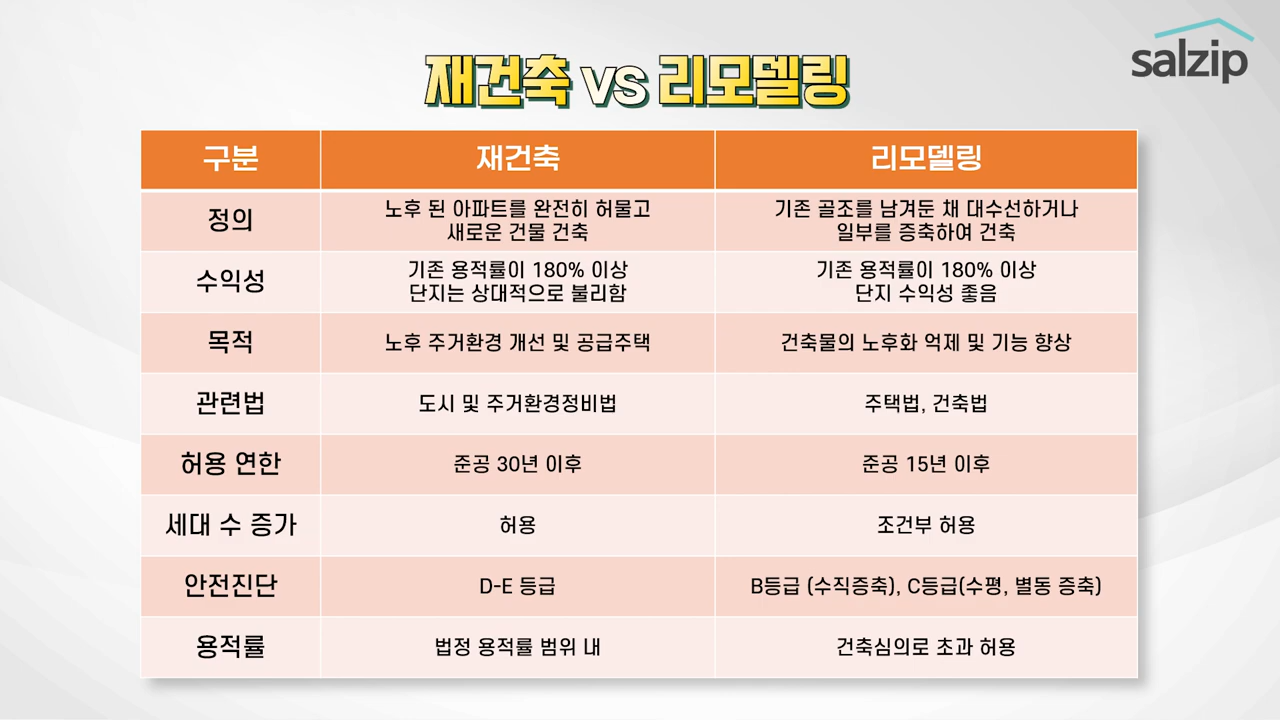 salzip
재건축 vs 리모델링
구분 재건축 리모델링
정의 노후 된 아파트를 완전히 허물고 기존 골조를 남겨둔 채 대수선하거나
새로운 건물 건축 일부를 증축하여 건축
수익성 기존 용적률이 180% 이상 기존 용적률이 180% 이상
단지는 상대적으로 불리함 단지 수익성 좋음
목적 노후 주거환경 개선 및 공급주택 건축물의 노후화 억제 및 기능 향상
관련법 도시 및 주거환경정비법 주택법, 건축법
허용 연한 준공 30년 이후 준공 15년 이후
세대 수 증가 허용 조건부 허용
안전진단 D-E 등급 B등급 (수직증축), C등급(수평, 별동 증축)
용적률 법정 용적률 범위 내 건축심의로 초과 허용